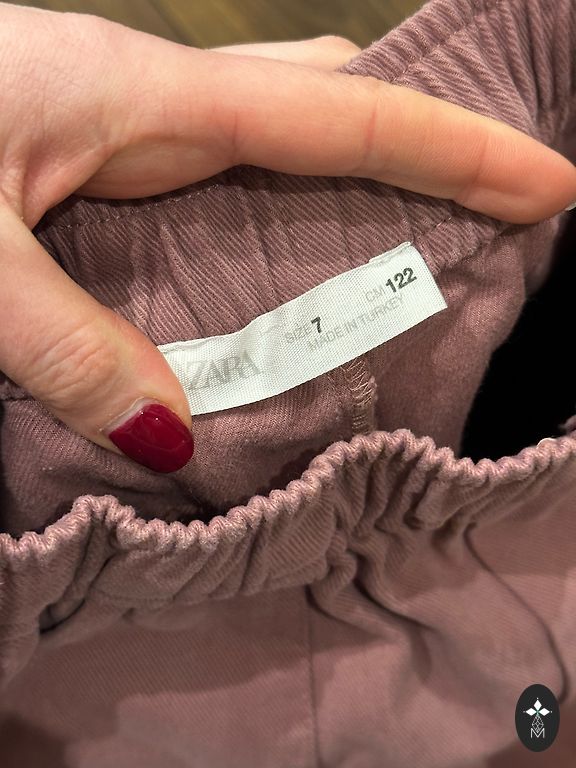 ZARA
SIZE 7 CM 122
MADE IN TURKEY
M